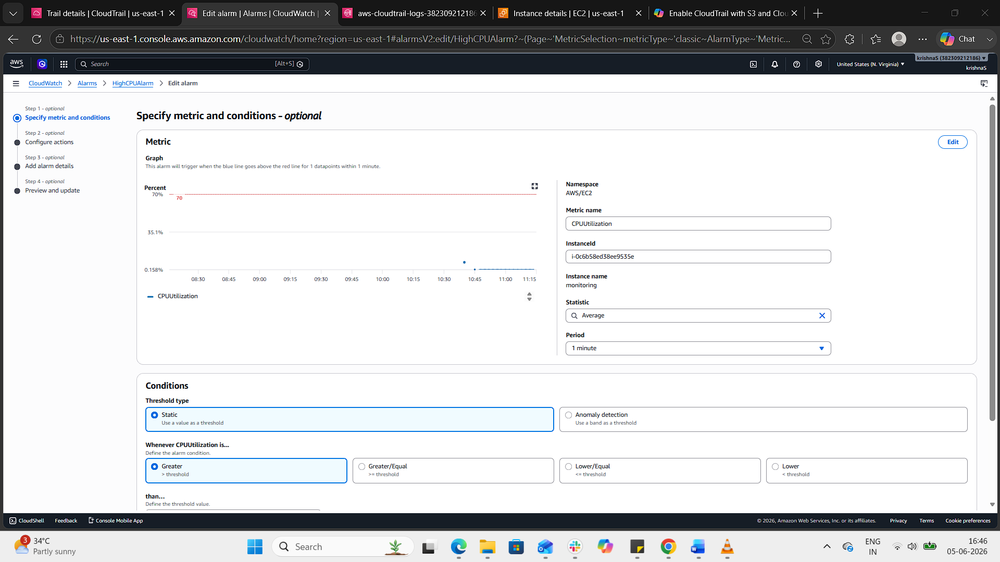 Trail details | CloudTrail | us-east-1
Edit alarm | Alarms | CloudWatch |
aws-cloudtrail-logs-382309212186
Instance details | EC2 | us-east-1
Enable CloudTrail with S3 and Clou
https://us-east-1.console.aws.amazon.com/cloudwatch/home?region=us-east-1#alarmsV2:edit/HighCPUAlarm?~(Page~'MetricSelection~metricType~'classic~AlarmType~'Metric...
Chat
aws
Search
[Alt+S]
United States (N. Virginia)
krishnaS (382309212186)
krishnaS
CloudWatch
Alarms
HighCPUAlarm
Edit alarm
Step 1 - optional
Specify metric and conditions
Step 2 - optional
Configure actions
Step 3 - optional
Add alarm details
Step 4 - optional
Preview and update
Specify metric and conditions - optional
Metric
Edit
Graph
This alarm will trigger when the blue line goes above the red line for 1 datapoints within 1 minute.
Percent
70%
70
35.1%
0.158%
08:30 08:45 09:00 09:15 09:30 09:45 10:00 10:15 10:30 10:45 11:00 11:15
CPUUtilization
Namespace
AWS/EC2
Metric name
CPUUtilization
InstanceId
i-0c6b58ed38ee9535e
Instance name
monitoring
Statistic
Average
Period
1 minute
Conditions
Threshold type
Static
Use a value as a threshold
Anomaly detection
Use a band as a threshold
Whenever CPUUtilization is...
Define the alarm condition.
Greater
> threshold
Greater/Equal
>= threshold
Lower/Equal
<= threshold
Lower
< threshold
than...
Define the threshold value.
CloudShell
Feedback
Console Mobile App
© 2026, Amazon Web Services, Inc. or its affiliates.
Privacy
Terms
Cookie preferences
3
34°C
Partly sunny
Search
ENG
IN
16:46
05-06-2026